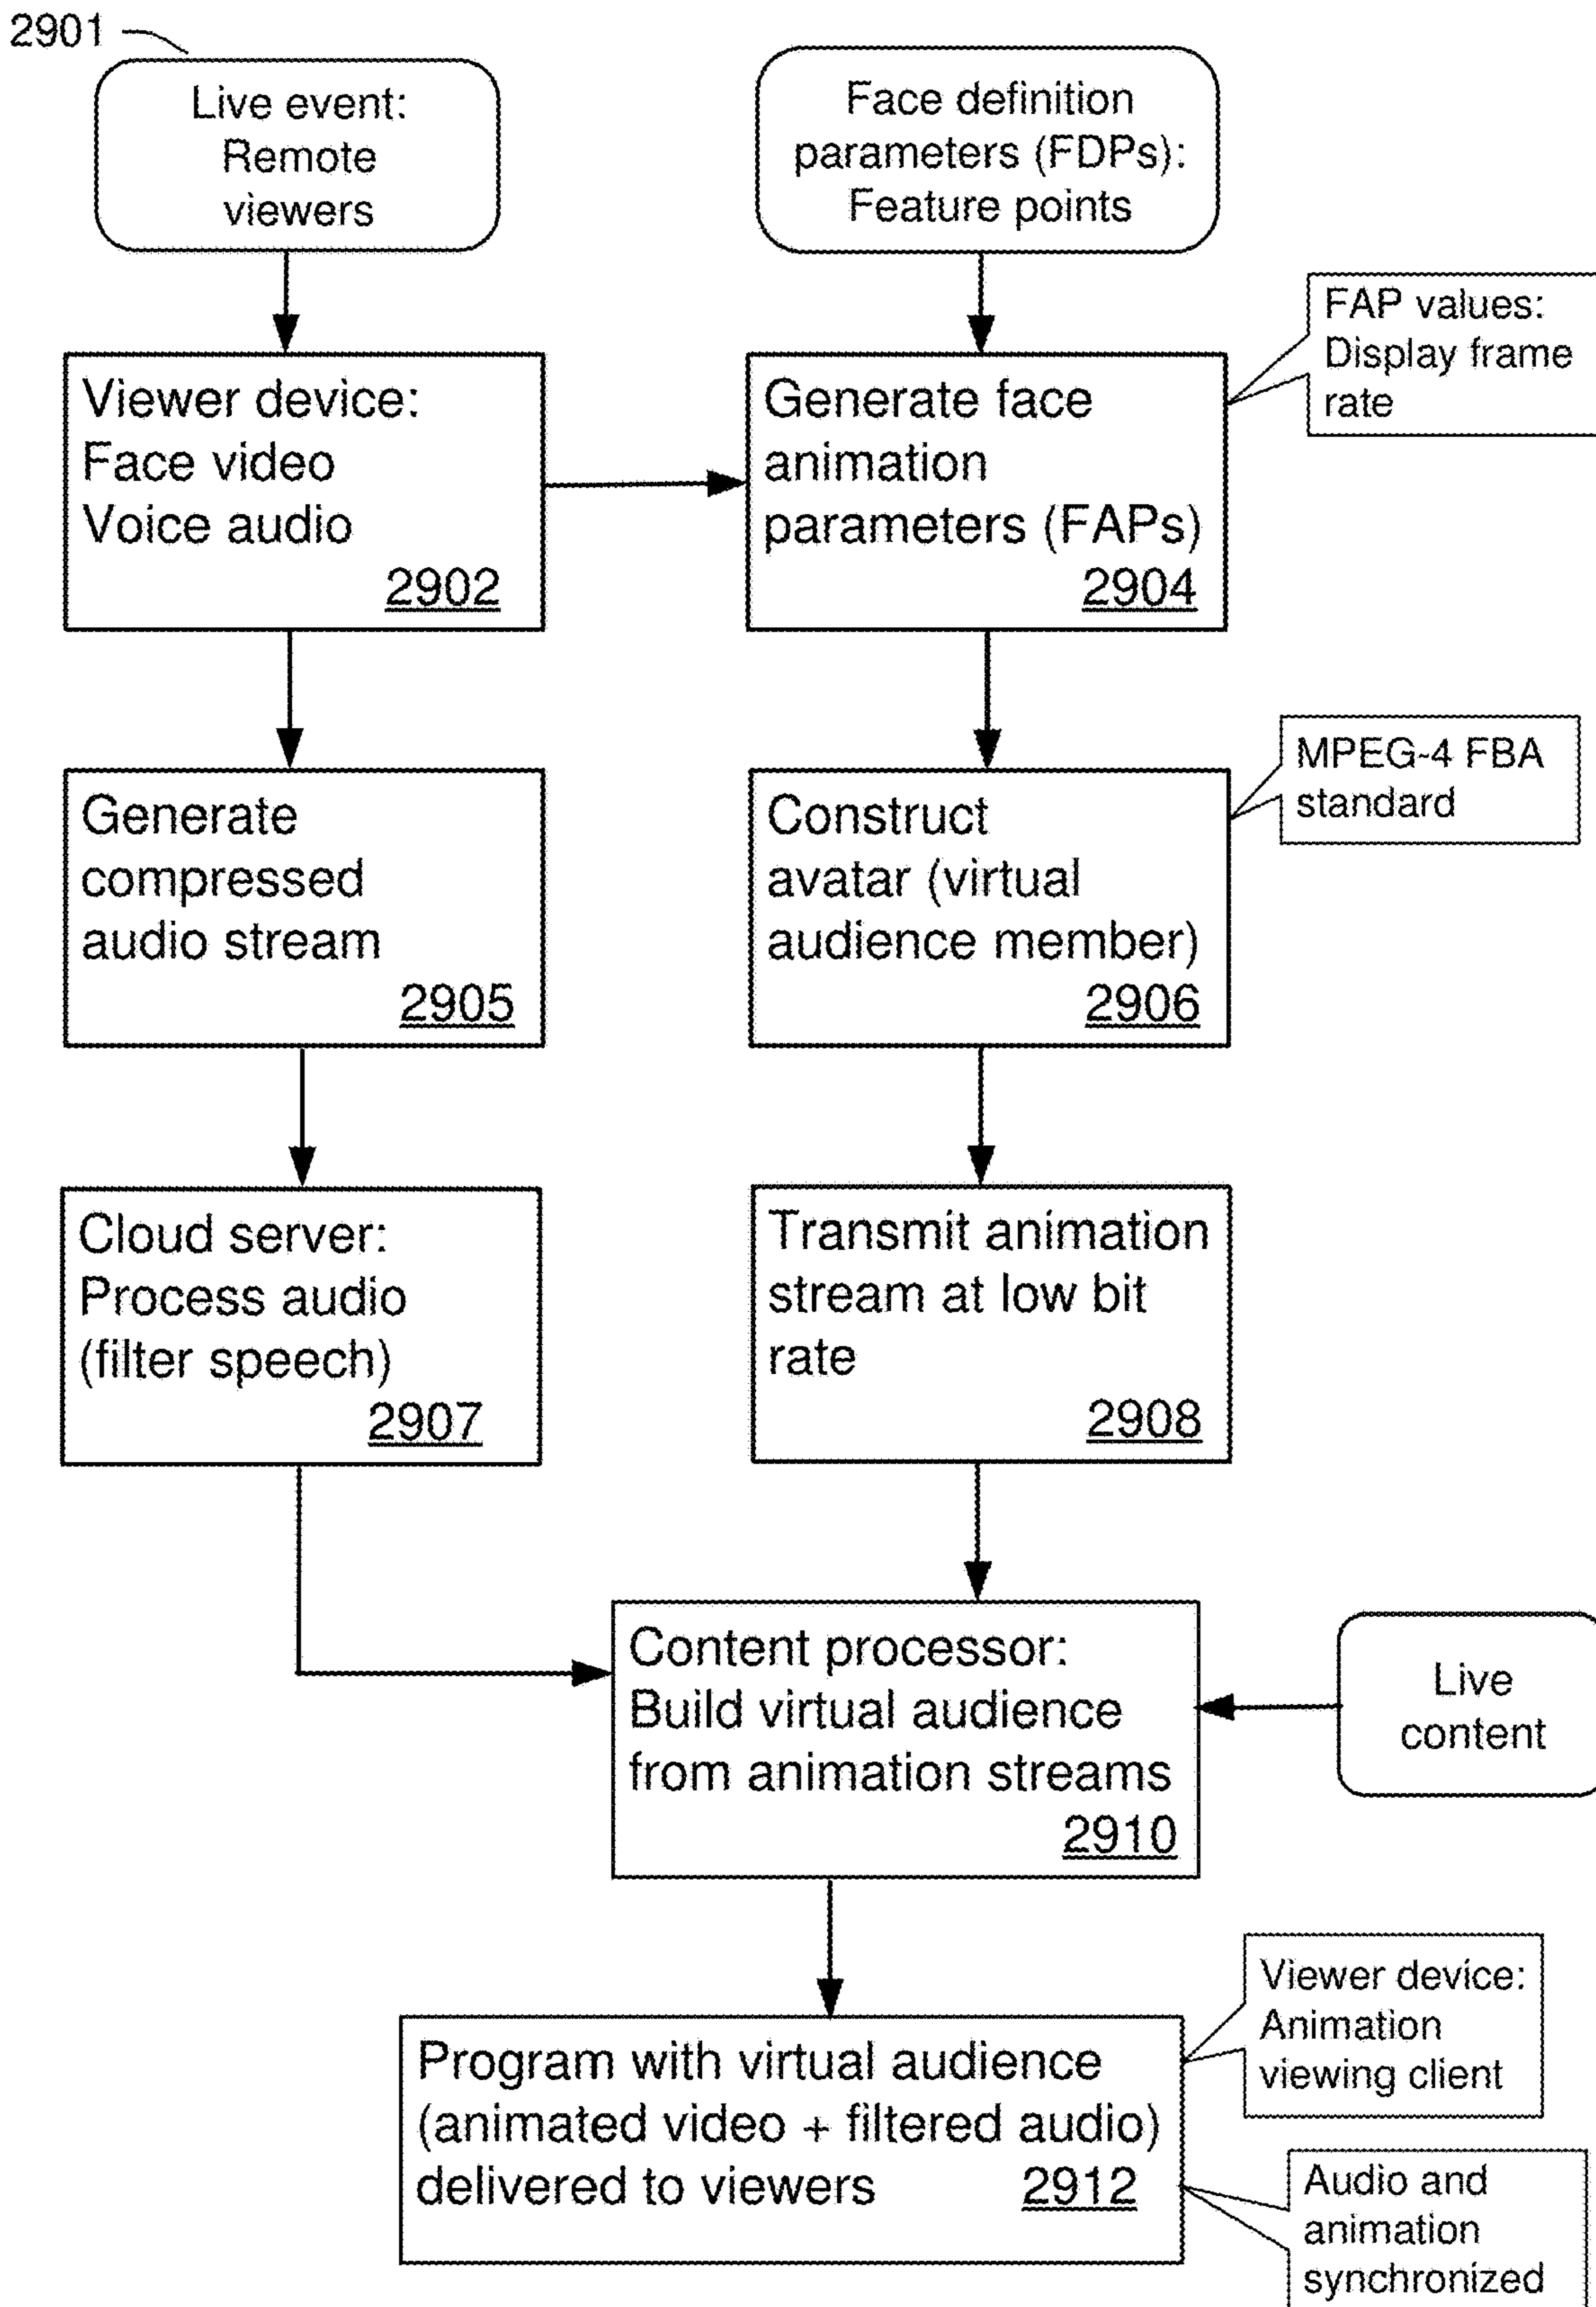 2901
Live event:
Remote
viewers
Face definition
parameters (FDPs):
Feature points
FAP values:
Display frame
rate
Viewer device:
Face video
Voice audio
2902
Generate face
animation
parameters (FAPs)
2904
MPEG-4 FBA
standard
Generate
compressed
audio stream
2905
Construct
avatar (virtual
audience member)
2906
Cloud server:
Process audio
(filter speech)
2907
Transmit animation
stream at low bit
rate
2908
Content processor:
Build virtual audience
from animation streams
2910
Live
content
Viewer device:
Animation
viewing client
Program with virtual audience
(animated video + filtered audio)
delivered to viewers 2912
Audio and
animation
synchronized